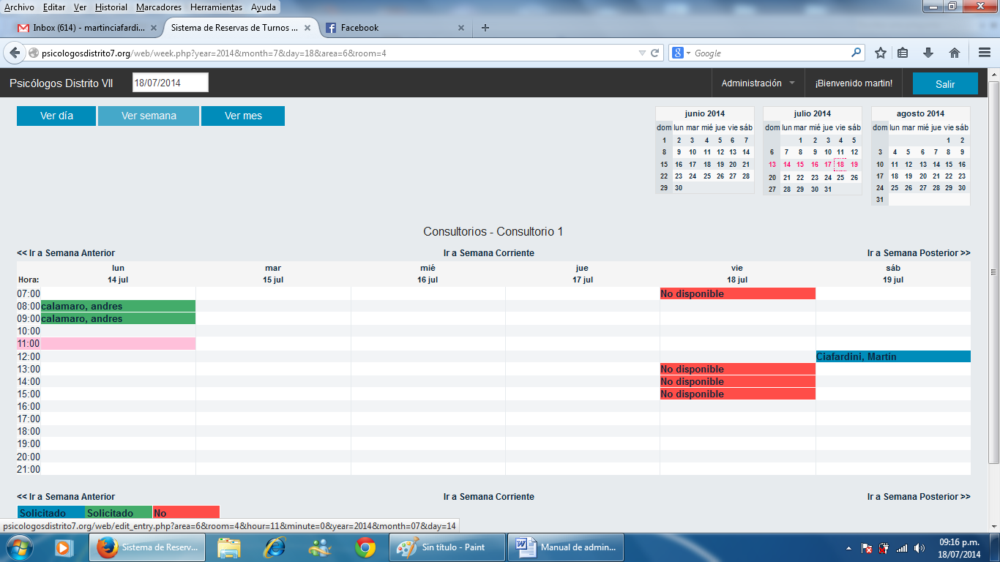 Archivo Editar Ver Historial Marcadores Herramientas Ayuda
Inbox (614) - martinciafardi... × Sistema de Reservas de Turnos ... × Facebook × +
psicologosdistrito7.org/web/week.php?year=2014&month=7&day=18&area=6&room=4 Google
Psicólogos Distrito VII 18/07/2014 Administración ¡Bienvenido martin! Salir
Ver día Ver semana Ver mes
junio 2014 julio 2014 agosto 2014
dom lun mar mié jue vie sáb dom lun mar mié jue vie sáb dom lun mar mié jue vie sáb
1 2 3 4 5 6 7 1 2 3 4 5 1 2
8 9 10 11 12 13 14 6 7 8 9 10 11 12 3 4 5 6 7 8 9
15 16 17 18 19 20 21 13 14 15 16 17 18 19 10 11 12 13 14 15 16
22 23 24 25 26 27 28 20 21 22 23 24 25 26 17 18 19 20 21 22 23
29 30 27 28 29 30 31 24 25 26 27 28 29 30
31
Consultorios - Consultorio 1
<< Ir a Semana Anterior Ir a Semana Corriente Ir a Semana Posterior >>
lun mar mié jue vie sáb
Hora: 14 jul 15 jul 16 jul 17 jul 18 jul 19 jul
07:00 No disponible
08:00 calamaro, andres
09:00 calamaro, andres
10:00
11:00
12:00 Ciafardini, Martín
13:00 No disponible
14:00 No disponible
15:00 No disponible
16:00
17:00
18:00
19:00
20:00
21:00
<< Ir a Semana Anterior Ir a Semana Corriente Ir a Semana Posterior >>
Solicitado Solicitado No
psicologosdistrito7.org/web/edit_entry.php?area=6&room=4&hour=11&minute=0&year=2014&month=07&day=14
Sistema de Reserv... Sin título - Paint Manual de admin... 09:16 p.m.
18/07/2014